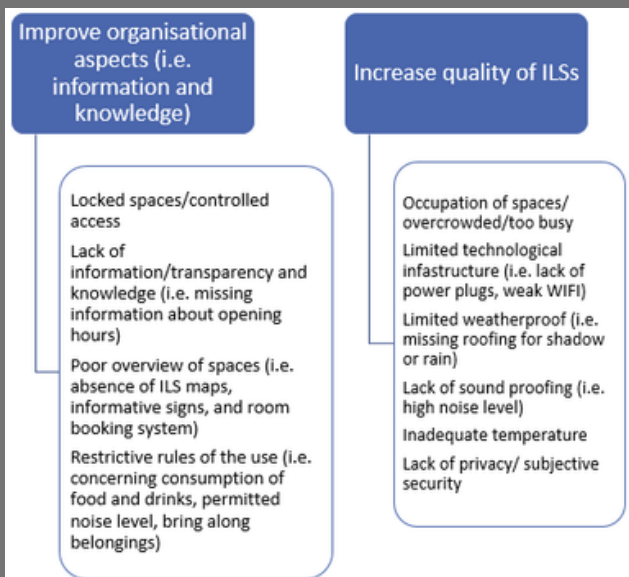 Improve organisational
aspects (i.e.
information and
knowledge)
Locked spaces/controlled
access
Lack of
information/transparency and
knowledge (i.e. missing
information about opening
hours)
Poor overview of spaces (i.e.
absence of ILS maps,
informative signs, and room
booking system)
Restrictive rules of the use (i.e.
concerning consumption of
food and drinks, permitted
noise level, bring along
belongings)
Increase quality of ILSs
Occupation of spaces/
overcrowded/too busy
Limited technological
infastructure (i.e. lack of
power plugs, weak WIFI)
Limited weatherproof (i.e.
missing roofing for shadow
or rain)
Lack of sound proofing (i.e.
high noise level)
Inadequate temperature
Lack of privacy/ subjective
security